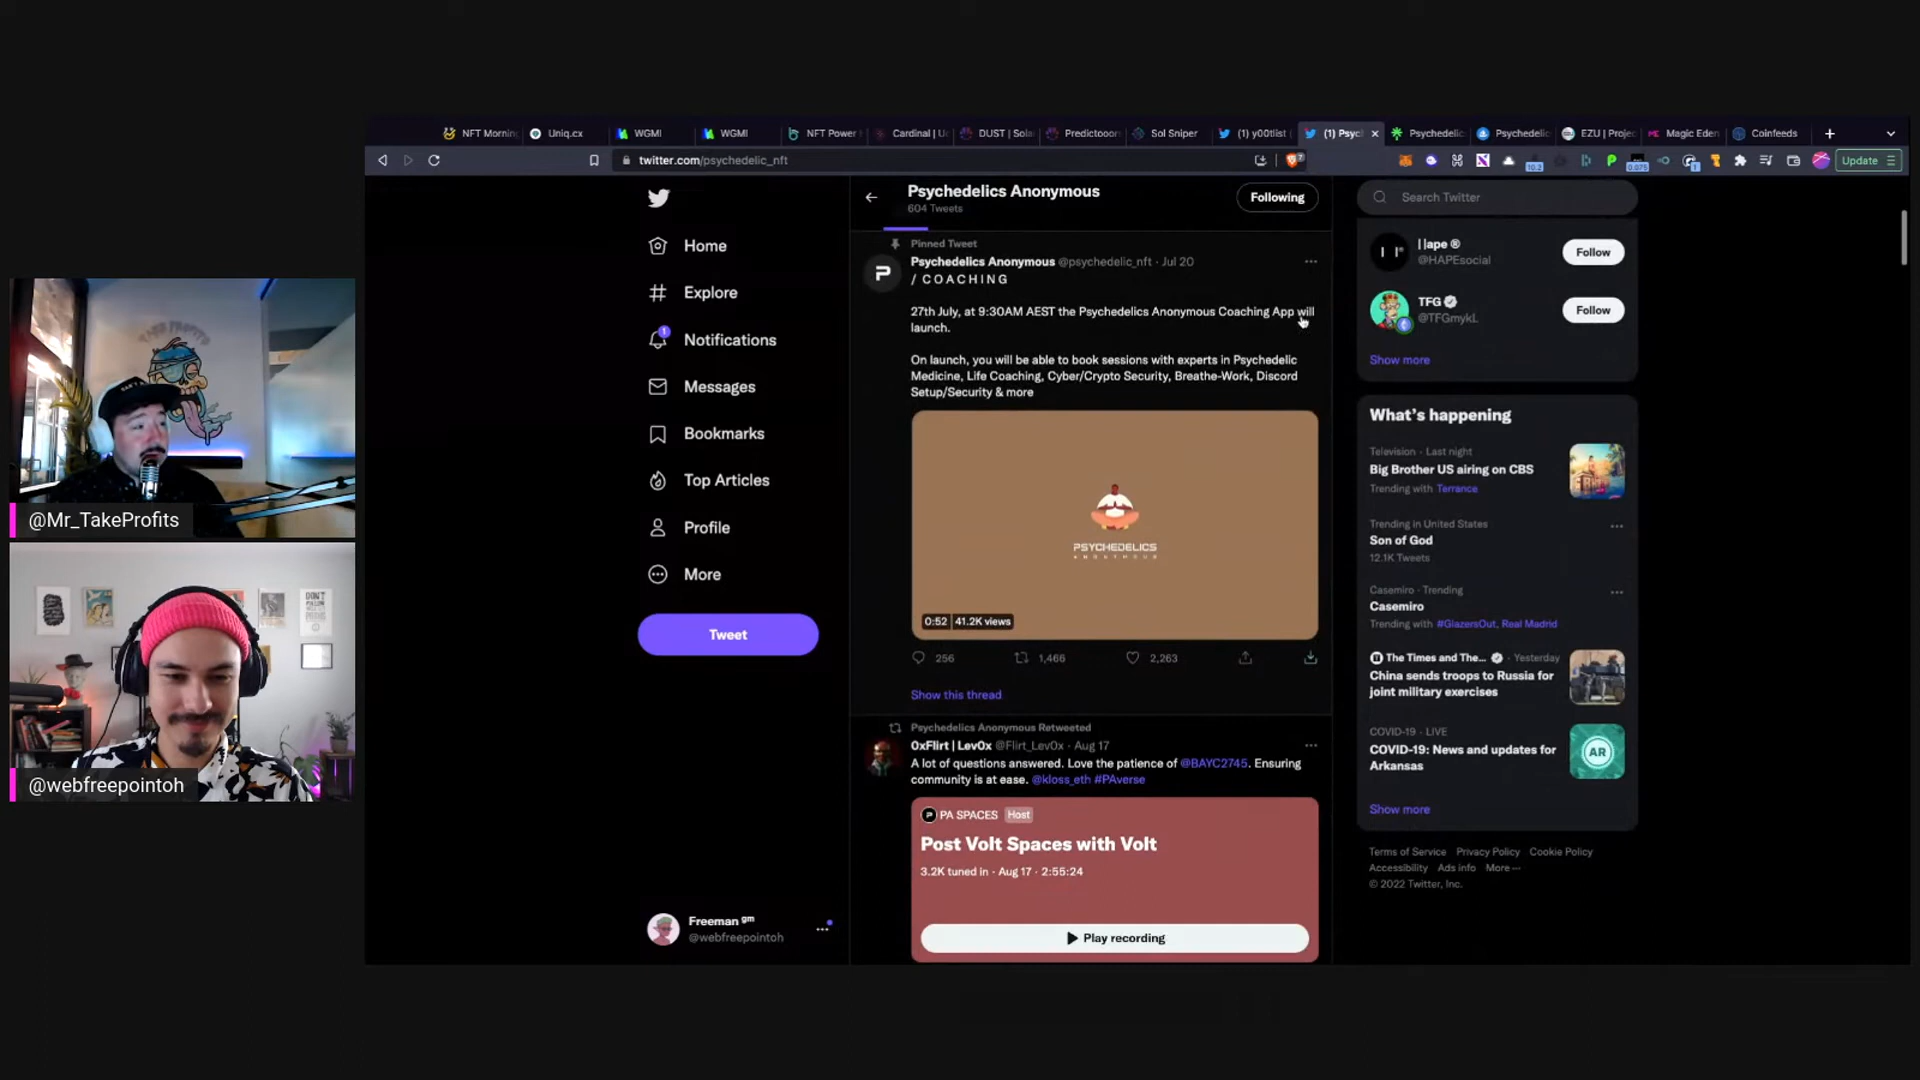 NFT Mornin
Uniq.cx
WGMI
WGMI
NFT Power
Cardinal | U
DUST | Sola
Predictooor
Sol Sniper
(1) y00tlist
(1) Psyc
Psychedelic
Psychedelic
EZU | Proje
Magic Eden
Coinfeeds
twitter.com/psychedelic_nft
Update
Home
Explore
1
Notifications
Messages
Bookmarks
Top Articles
Profile
More
Tweet
Freeman gm
@webfreepointoh
Psychedelics Anonymous
604 Tweets
Following
Pinned Tweet
Psychedelics Anonymous @psychedelic_nft · Jul 20
/ C O A C H I N G
27th July, at 9:30AM AEST the Psychedelics Anonymous Coaching App will
launch.
On launch, you will be able to book sessions with experts in Psychedelic
Medicine, Life Coaching, Cyber/Crypto Security, Breathe-Work, Discord
Setup/Security & more
PSYCHEDELICS
ANONYMOUS
0:52 41.2K views
256
1,466
2,263
Show this thread
Psychedelics Anonymous Retweeted
0xFlirt | Lev0x @Flirt_Lev0x · Aug 17
A lot of questions answered. Love the patience of @BAYC2745. Ensuring
community is at ease. @kloss_eth #PAverse
PA SPACES Host
Post Volt Spaces with Volt
3.2K tuned in · Aug 17 · 2:55:24
Play recording
Search Twitter
@HAPEsocial
Follow
TFG
@TFGmykL
Follow
Show more
What's happening
Television · Last night
Big Brother US airing on CBS
Trending with Terrance
Trending in United States
Son of God
12.1K Tweets
Casemiro · Trending
Casemiro
Trending with #GlazersOut, Real Madrid
The Times and The... · Yesterday
China sends troops to Russia for
joint military exercises
COVID-19 · LIVE
COVID-19: News and updates for
Arkansas
AR
Show more
Terms of Service Privacy Policy Cookie Policy
Accessibility Ads info More ···
© 2022 Twitter, Inc.
@Mr_TakeProfits
@webfreepointoh